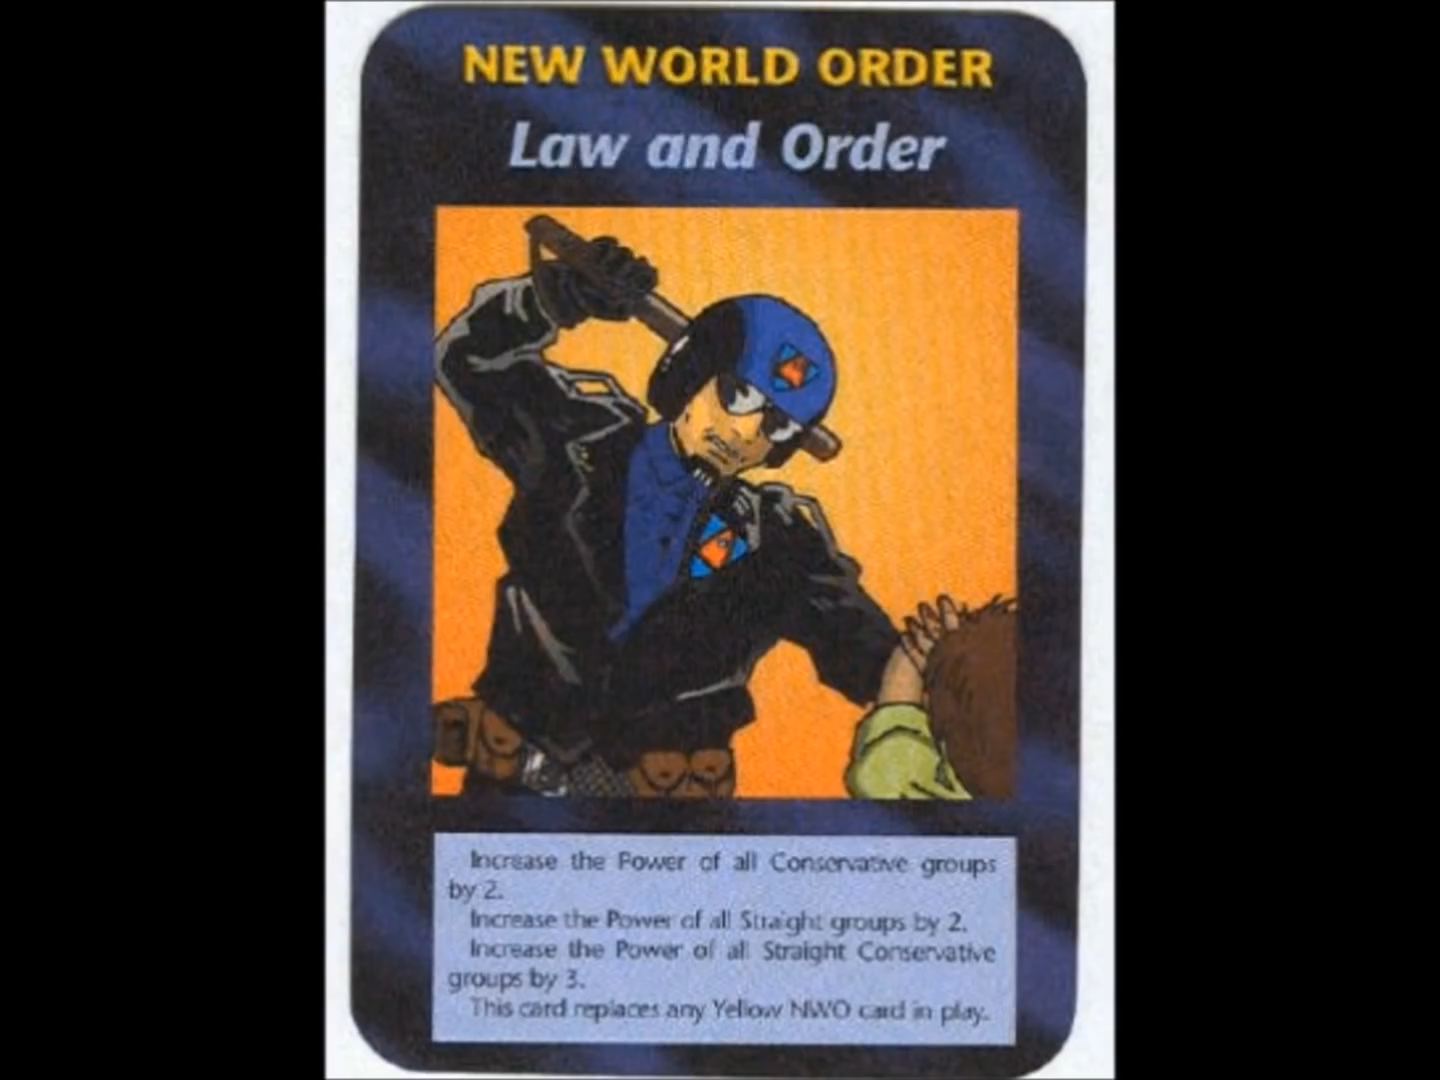 NEW WORLD ORDER
Law and Order
Increase the Power of all Conservative groups
by 2.
Increase the Power of all Straight groups by 2.
Increase the Power of all Straight Conservative
groups by 3.
This card replaces any Yellow NWO card in play.